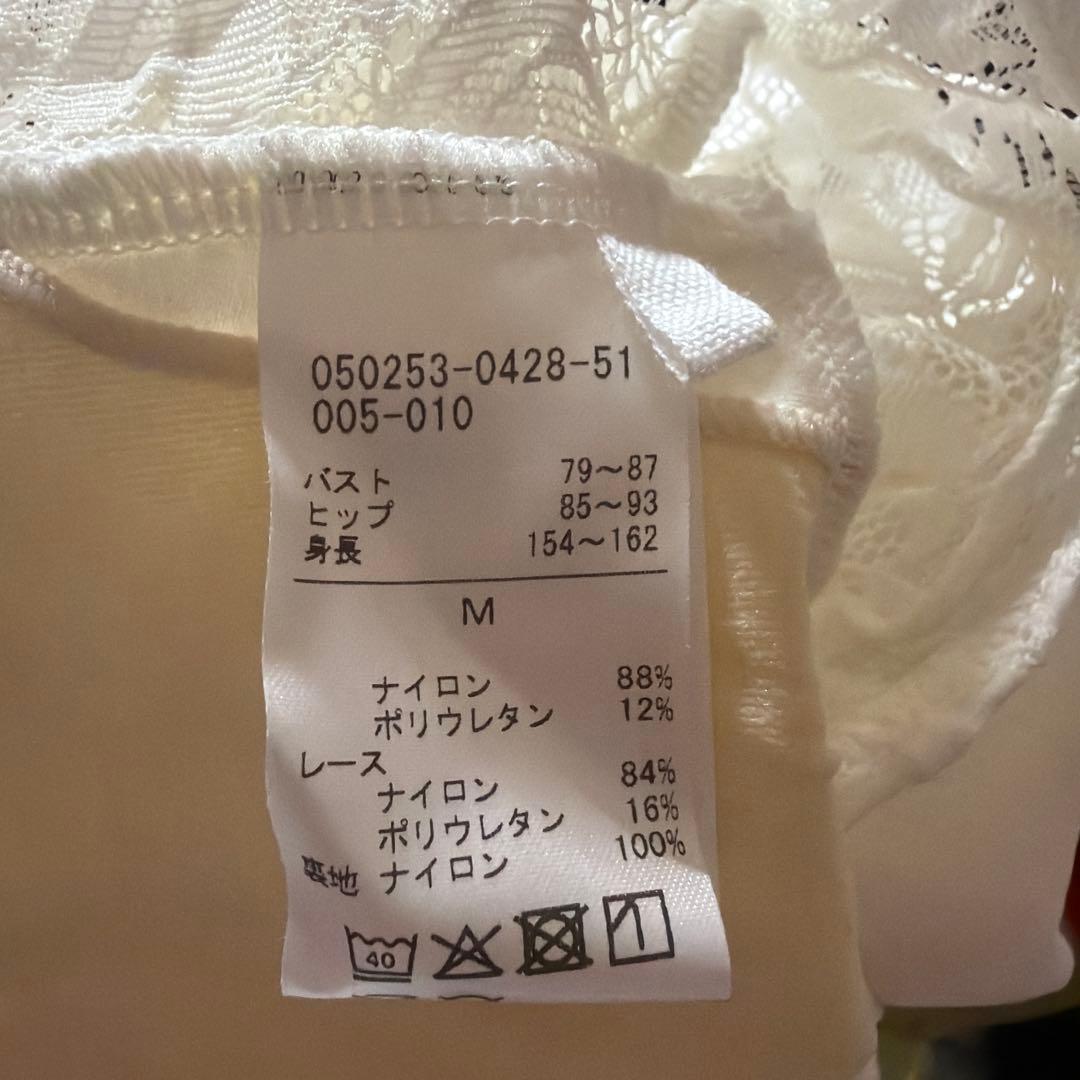 050253-0428-51
005-010
バスト 79～87
ヒップ 85～93
身長 154～162
M
ナイロン 88%
ポリウレタン 12%
レース
ナイロン 84%
ポリウレタン 16%
裏地 ナイロン 100%
40